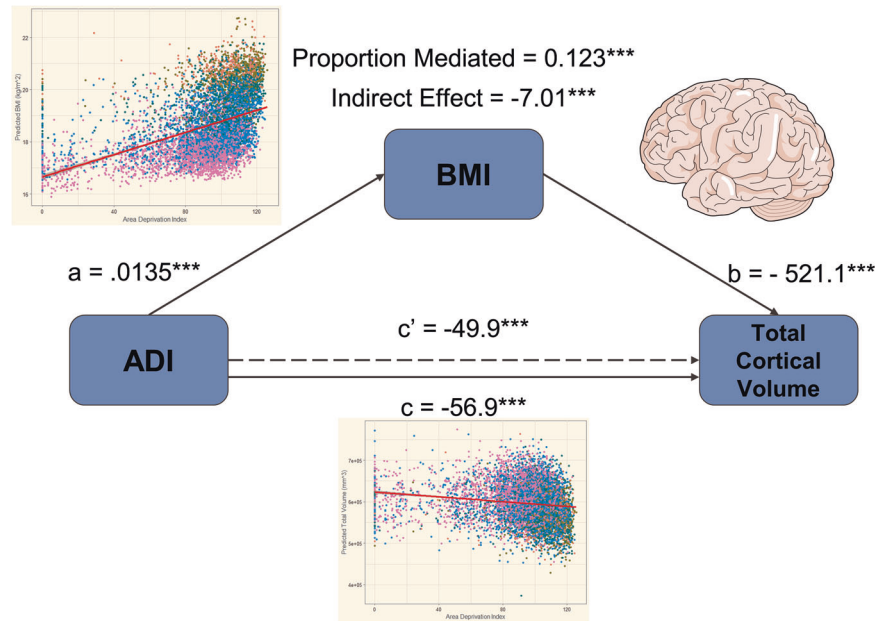 Proportion Mediated = 0.123***
Indirect Effect = -7.01***
22
20
18
16
Predicted BMI (kg/m^2)
0
40
80
120
Area Deprivation Index
BMI
a = .0135***
b = - 521.1***
ADI
c’ = -49.9***
Total
Cortical
Volume
c = -56.9***
7e+05
6e+05
5e+05
4e+05
Predicted Total Volume (mm^3)
0
40
80
120
Area Deprivation Index